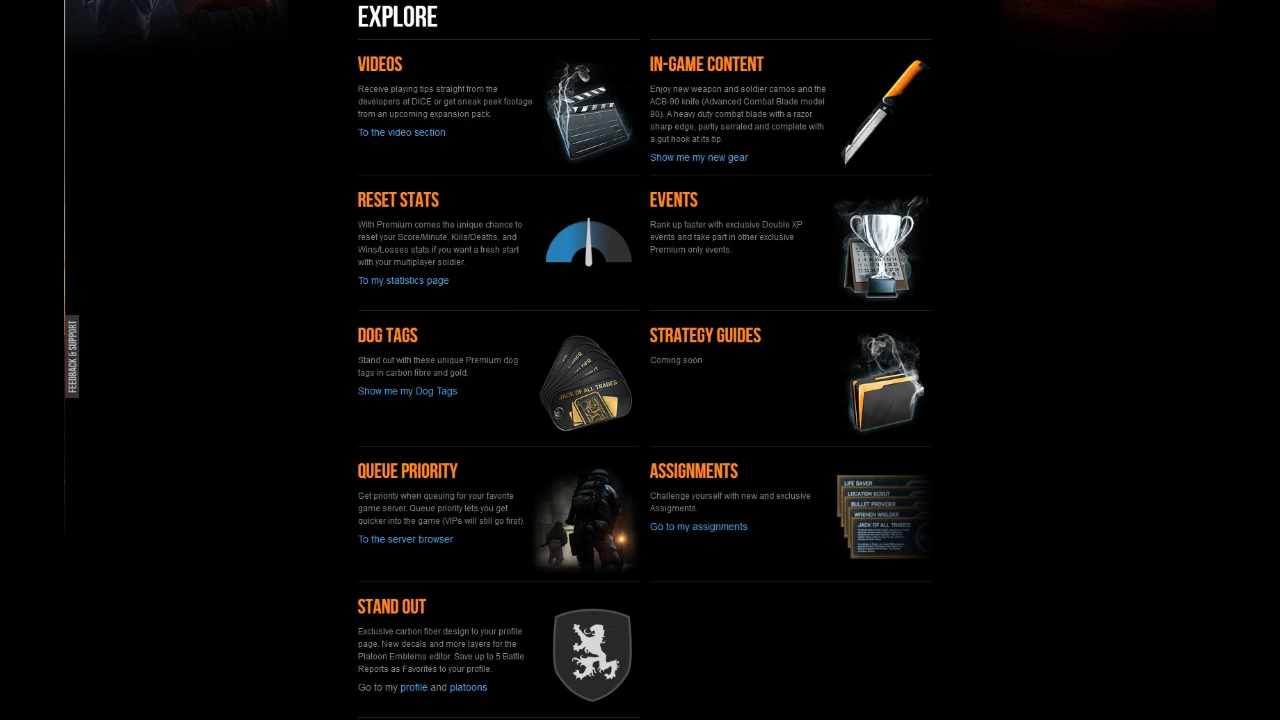 EXPLORE
VIDEOS
Receive playing tips straight from the
developers at DICE or get sneak peek footage
from an upcoming expansion pack.
To the video section
IN-GAME CONTENT
Enjoy new weapon and soldier camos and the
ACB-90 knife (Advanced Combat Blade model
90). A heavy duty combat blade with a razor
sharp edge, partly serrated and complete with
a gut hook at its tip.
Show me my new gear
RESET STATS
With Premium comes the unique chance to
reset your Score/Minute, Kills/Deaths, and
Wins/Losses stats if you want a fresh start
with your multiplayer soldier.
To my statistics page
EVENTS
Rank up faster with exclusive Double XP
events and take part in other exclusive
Premium only events.
FEEDBACK & SUPPORT
DOG TAGS
Stand out with these unique Premium dog
tags in carbon fibre and gold.
Show me my Dog Tags
JACK OF ALL TRADES
STRATEGY GUIDES
Coming soon
QUEUE PRIORITY
Get priority when queuing for your favorite
game server. Queue priority lets you get
quicker into the game (VIPs will still go first).
To the server browser
ASSIGNMENTS
Challenge yourself with new and exclusive
Assigments.
Go to my assignments
LIFE SAVER
LOCATION SCOUT
BULLET PROVIDER
WRENCH WIELDER
JACK OF ALL TRADES
STAND OUT
Exclusive carbon fiber design to your profile
page. New decals and more layers for the
Platoon Emblems editor. Save up to 5 Battle
Reports as Favorites to your profile.
Go to my profile and platoons